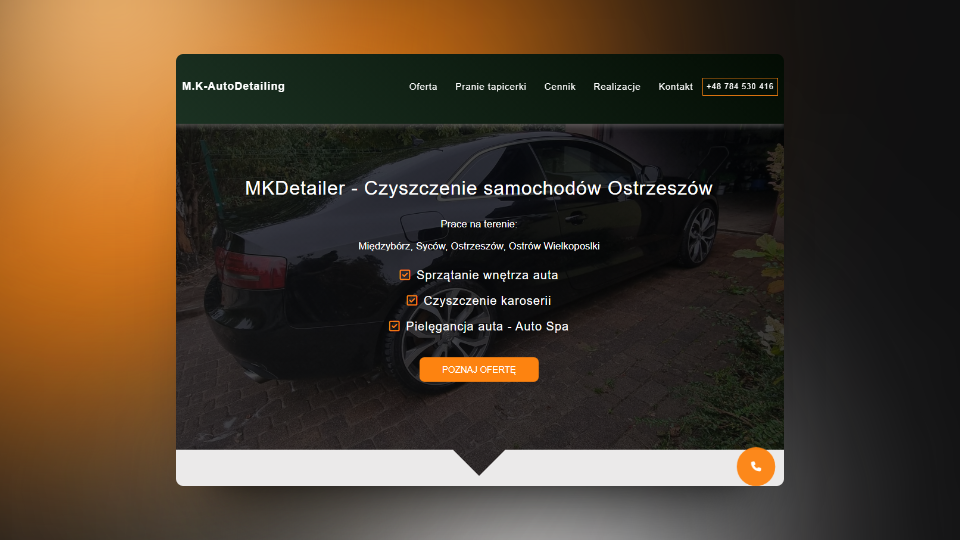 M.K-AutoDetailing
Oferta
Pranie tapicerki
Cennik
Realizacje
Kontakt
+48 784 530 416
MKDetailer - Czyszczenie samochodów Ostrzeszów
Prace na terenie:
Międzybórz, Syców, Ostrzeszów, Ostrów Wielkoposlki
Sprzątanie wnętrza auta
Czyszczenie karoserii
Pielęgancja auta - Auto Spa
POZNAJ OFERTĘ